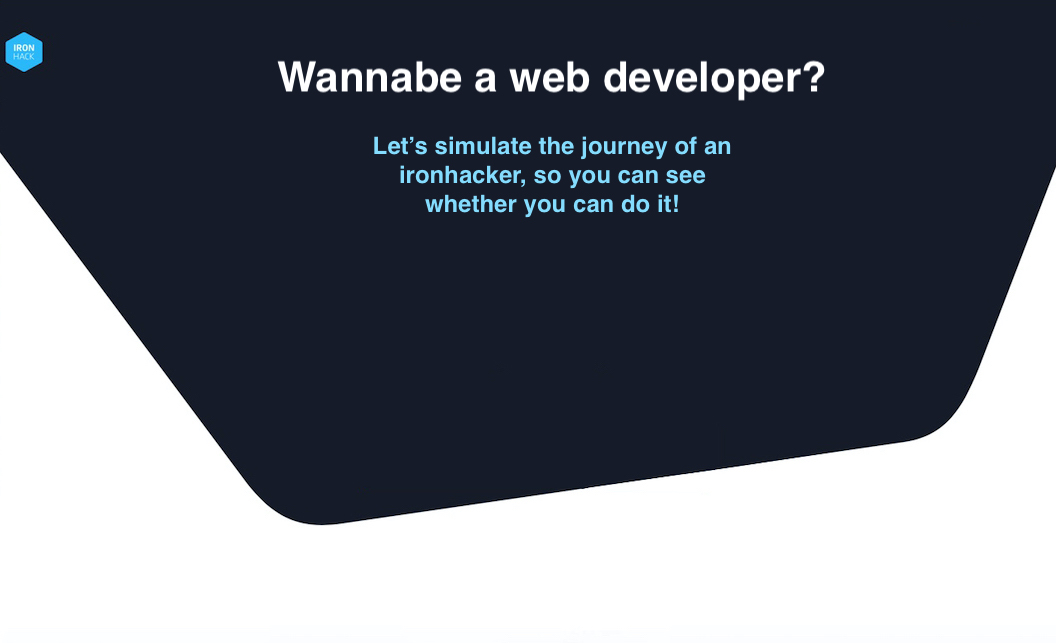 IRON
HACK
Wannabe a web developer?
Let’s simulate the journey of an
ironhacker, so you can see
whether you can do it!